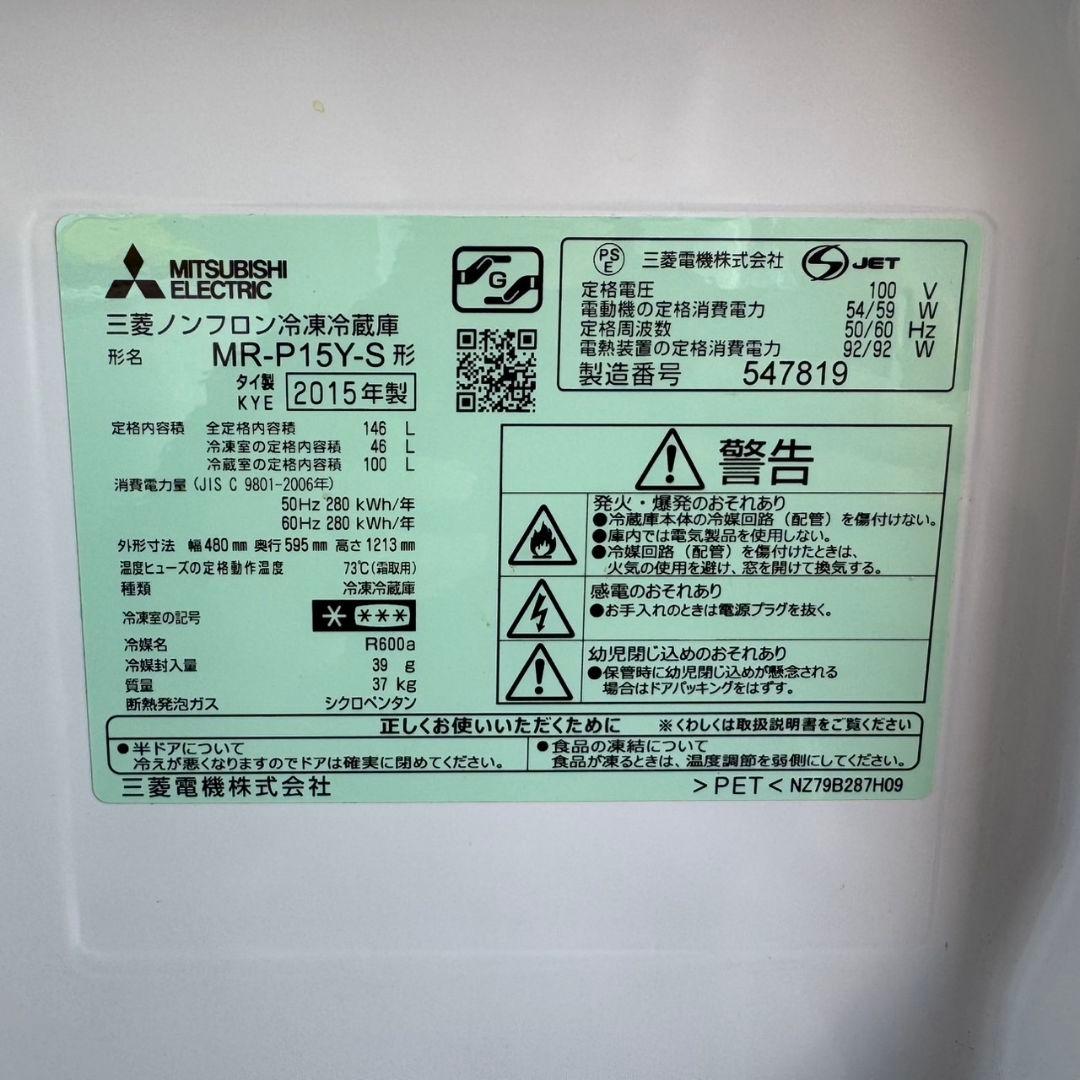 MITSUBISHI
ELECTRIC
三菱ノンフロン冷凍冷蔵庫
形名 MR-P15Y-S 形
タイ製
KYE 2015年製
定格内容積 全定格内容積 146 L
冷凍室の定格内容積 46 L
冷蔵室の定格内容積 100 L
消費電力量 (JIS C 9801-2006年)
50Hz 280 kWh/年
60Hz 280 kWh/年
外形寸法 幅 480 mm 奥行 595 mm 高さ 1213 mm
温度ヒューズの定格動作温度 73℃(霜取用)
種類 冷凍冷蔵庫
冷凍室の記号 * ***
冷媒名 R600a
冷媒封入量 39 g
質量 37 kg
断熱発泡ガス シクロペンタン
G
PS
E 三菱電機株式会社 S JET
定格電圧 100 V
電動機の定格消費電力 54/59 W
定格周波数 50/60 Hz
電熱装置の定格消費電力 92/92 W
製造番号 547819
警告
発火・爆発のおそれあり
●冷蔵庫本体の冷媒回路（配管）を傷付けない。
●庫内では電気製品を使用しない。
●冷媒回路（配管）を傷付けたときは、
火気の使用を避け、窓を開けて換気する。
感電のおそれあり
●お手入れのときは電源プラグを抜く。
幼児閉じ込めのおそれあり
●保管時に幼児閉じ込めが懸念される
場合はドアパッキングをはずす。
正しくお使いいただくために ※くわしくは取扱説明書をご覧ください
●半ドアについて
冷えが悪くなりますのでドアは確実に閉めてください。
●食品の凍結について
食品が凍るときは、温度調節を弱側にしてください。
三菱電機株式会社 >PET< NZ79B287H09